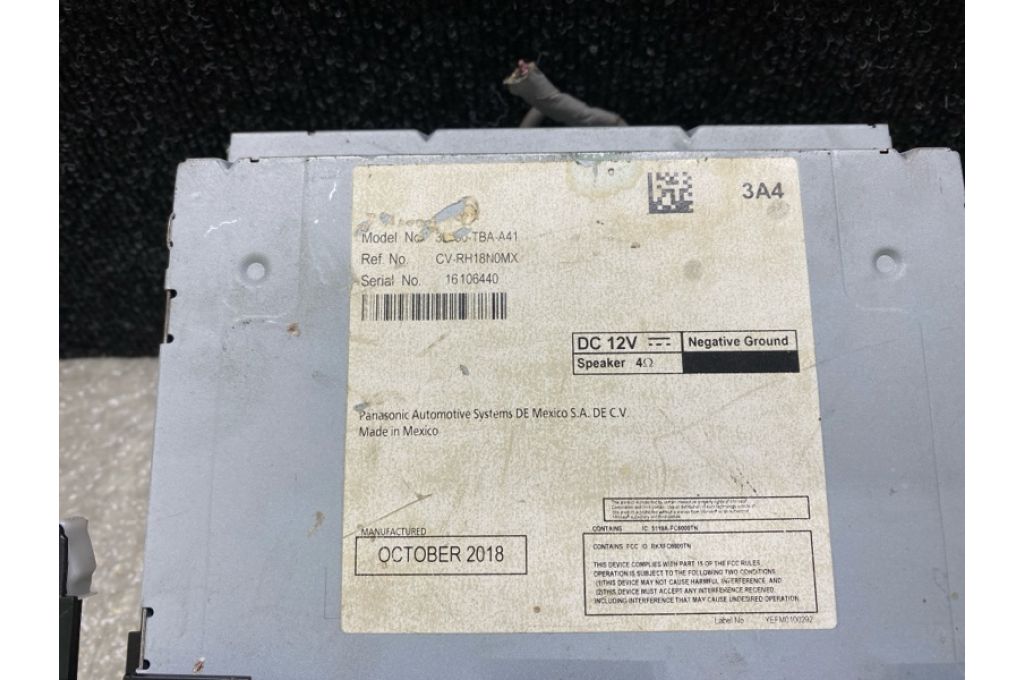 3A4
Model No. TBA-A41
Ref No. CV-RH18N0MX
Serial No. 16106440
DC 12V Negative Ground
Speaker 4Ω
Panasonic Automotive Systems DE Mexico S.A. DE C.V.
Made in Mexico
MANUFACTURED
OCTOBER 2018
CONTAINS IC
CONTAINS FCC ID
THIS DEVICE COMPLIES WITH PART 15 OF THE FCC RULES
OPERATION IS SUBJECT TO THE FOLLOWING TWO CONDITIONS
(1)THIS DEVICE MAY NOT CAUSE HARMFUL INTERFERENCE, AND
(2)THIS DEVICE MUST ACCEPT ANY INTERFERENCE RECEIVED,
INCLUDING INTERFERENCE THAT MAY CAUSE UNDESIRED OPERATION.
Label No YEFM0100292